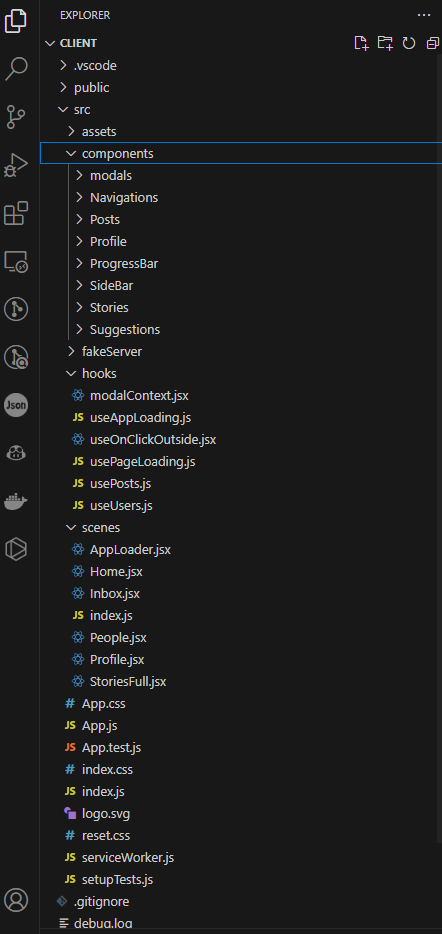 EXPLORER
CLIENT
.vscode
public
src
assets
components
modals
Navigations
Posts
Profile
ProgressBar
SideBar
Stories
Suggestions
fakeServer
hooks
modalContext.jsx
JS useAppLoading.js
useOnClickOutside.jsx
JS usePageLoading.js
JS usePosts.js
JS useUsers.js
scenes
AppLoader.jsx
Home.jsx
Inbox.jsx
JS index.js
People.jsx
Profile.jsx
StoriesFull.jsx
# App.css
JS App.js
JS App.test.js
# index.css
JS index.js
logo.svg
# reset.css
JS serviceWorker.js
JS setupTests.js
.gitignore
debug.log
Json